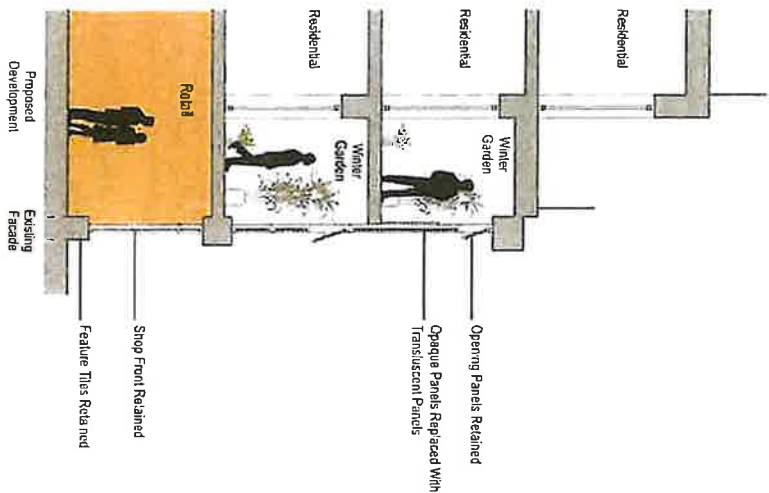 Residential
Winter
Garden
Residential
Opening Panels Retained
Opaque Panels Replaced With
Transluscent Panels
Winter
Garden
Residential
Retail
Shop Front Retained
Feature Tiles Retained
Proposed
Development
Existing
Facade